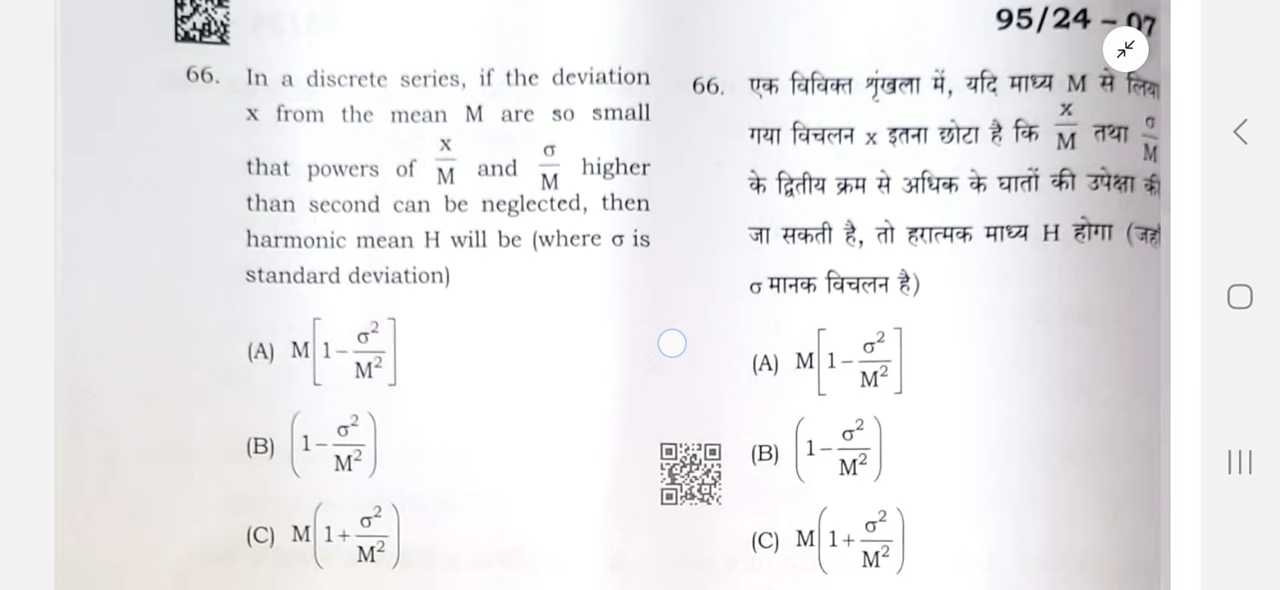 95/24 – 07
66. In a discrete series, if the deviation
x from the mean M are so small
that powers of x/M and σ/M higher
than second can be neglected, then
harmonic mean H will be (where σ is
standard deviation)
(A) M[1 – σ²/M²]
(B) (1 – σ²/M²)
(C) M(1 + σ²/M²)
66. एक विविक्त शृंखला में, यदि माध्य M से लिया
गया विचलन x इतना छोटा है कि x/M तथा σ/M
के द्वितीय क्रम से अधिक के घातों की उपेक्षा की
जा सकती है, तो हरात्मक माध्य H होगा (जहाँ
σ मानक विचलन है)
(A) M[1 – σ²/M²]
(B) (1 – σ²/M²)
(C) M(1 + σ²/M²)